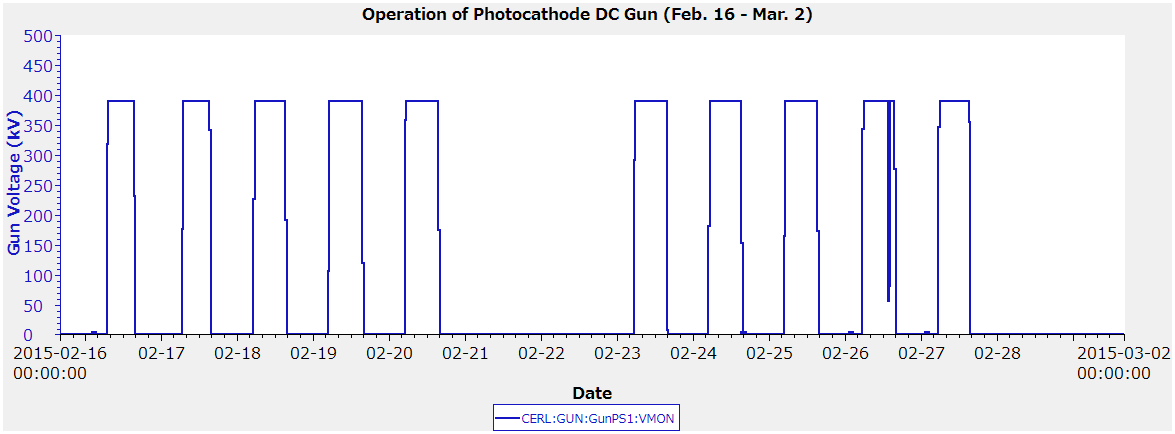 Operation of Photocathode DC Gun (Feb. 16 - Mar. 2)
Gun Voltage (kV)
500
450
400
350
300
250
200
150
100
50
0
2015-02-16 02-17 02-18 02-19 02-20 02-21 02-22 02-23 02-24 02-25 02-26 02-27 02-28 2015-03-02
00:00:00 00:00:00
Date
CERL:GUN:GunPS1:VMON